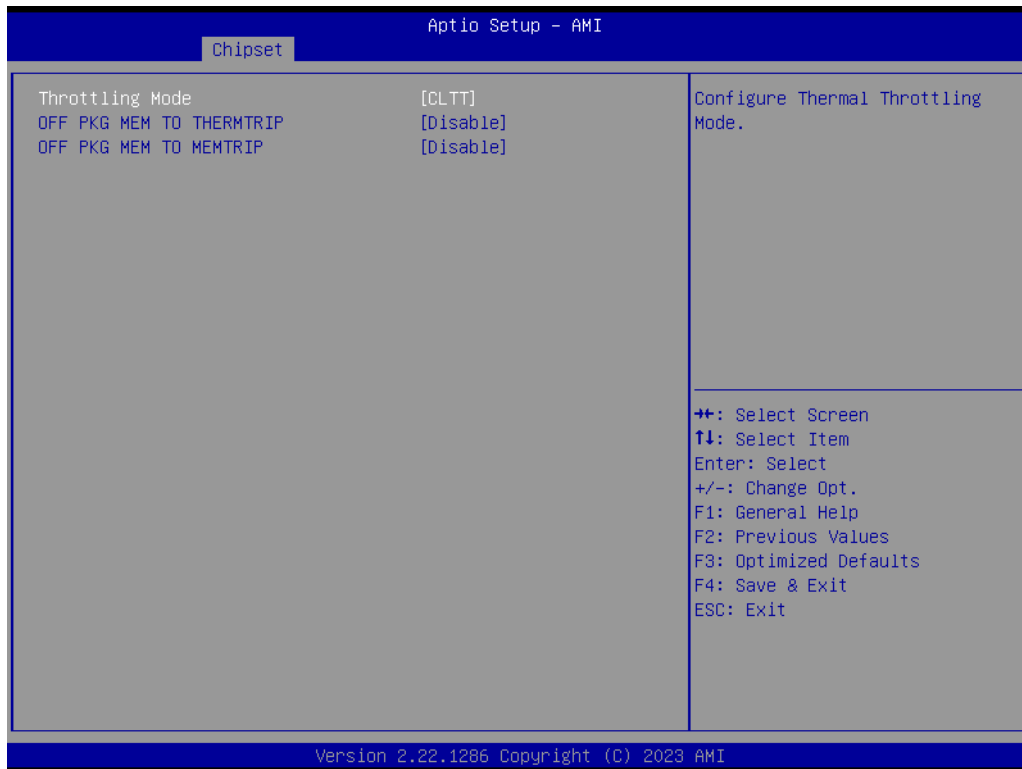 Aptio Setup – AMI
Chipset
Throttling Mode [CLTT]
OFF PKG MEM TO THERMTRIP [Disable]
OFF PKG MEM TO MEMTRIP [Disable]
Configure Thermal Throttling
Mode.
→←: Select Screen
↑↓: Select Item
Enter: Select
+/-: Change Opt.
F1: General Help
F2: Previous Values
F3: Optimized Defaults
F4: Save & Exit
ESC: Exit
Version 2.22.1286 Copyright (C) 2023 AMI